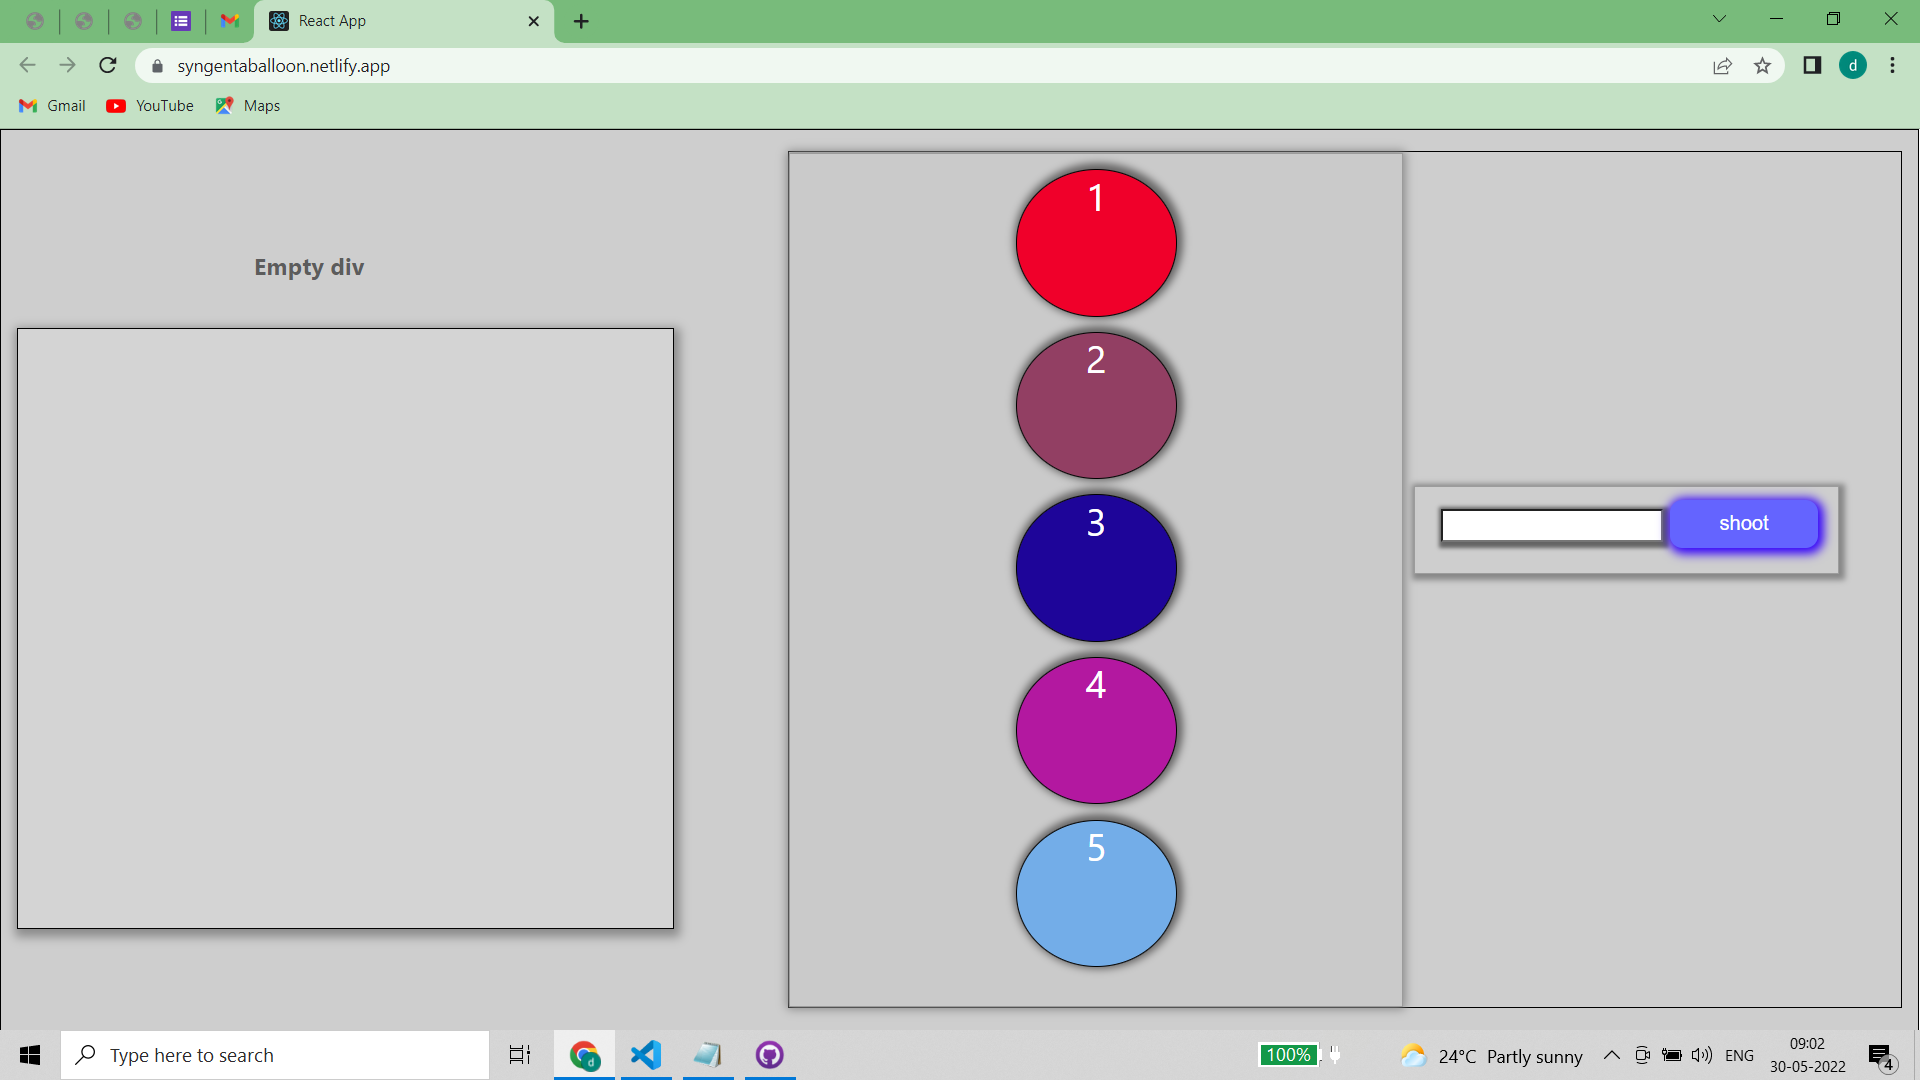 React App
syngentaballoon.netlify.app
d
Gmail
YouTube
Maps
Empty div
1
2
3
4
5
shoot
Type here to search
d
100%
24°C Partly sunny
ENG
09:02
30-05-2022
4